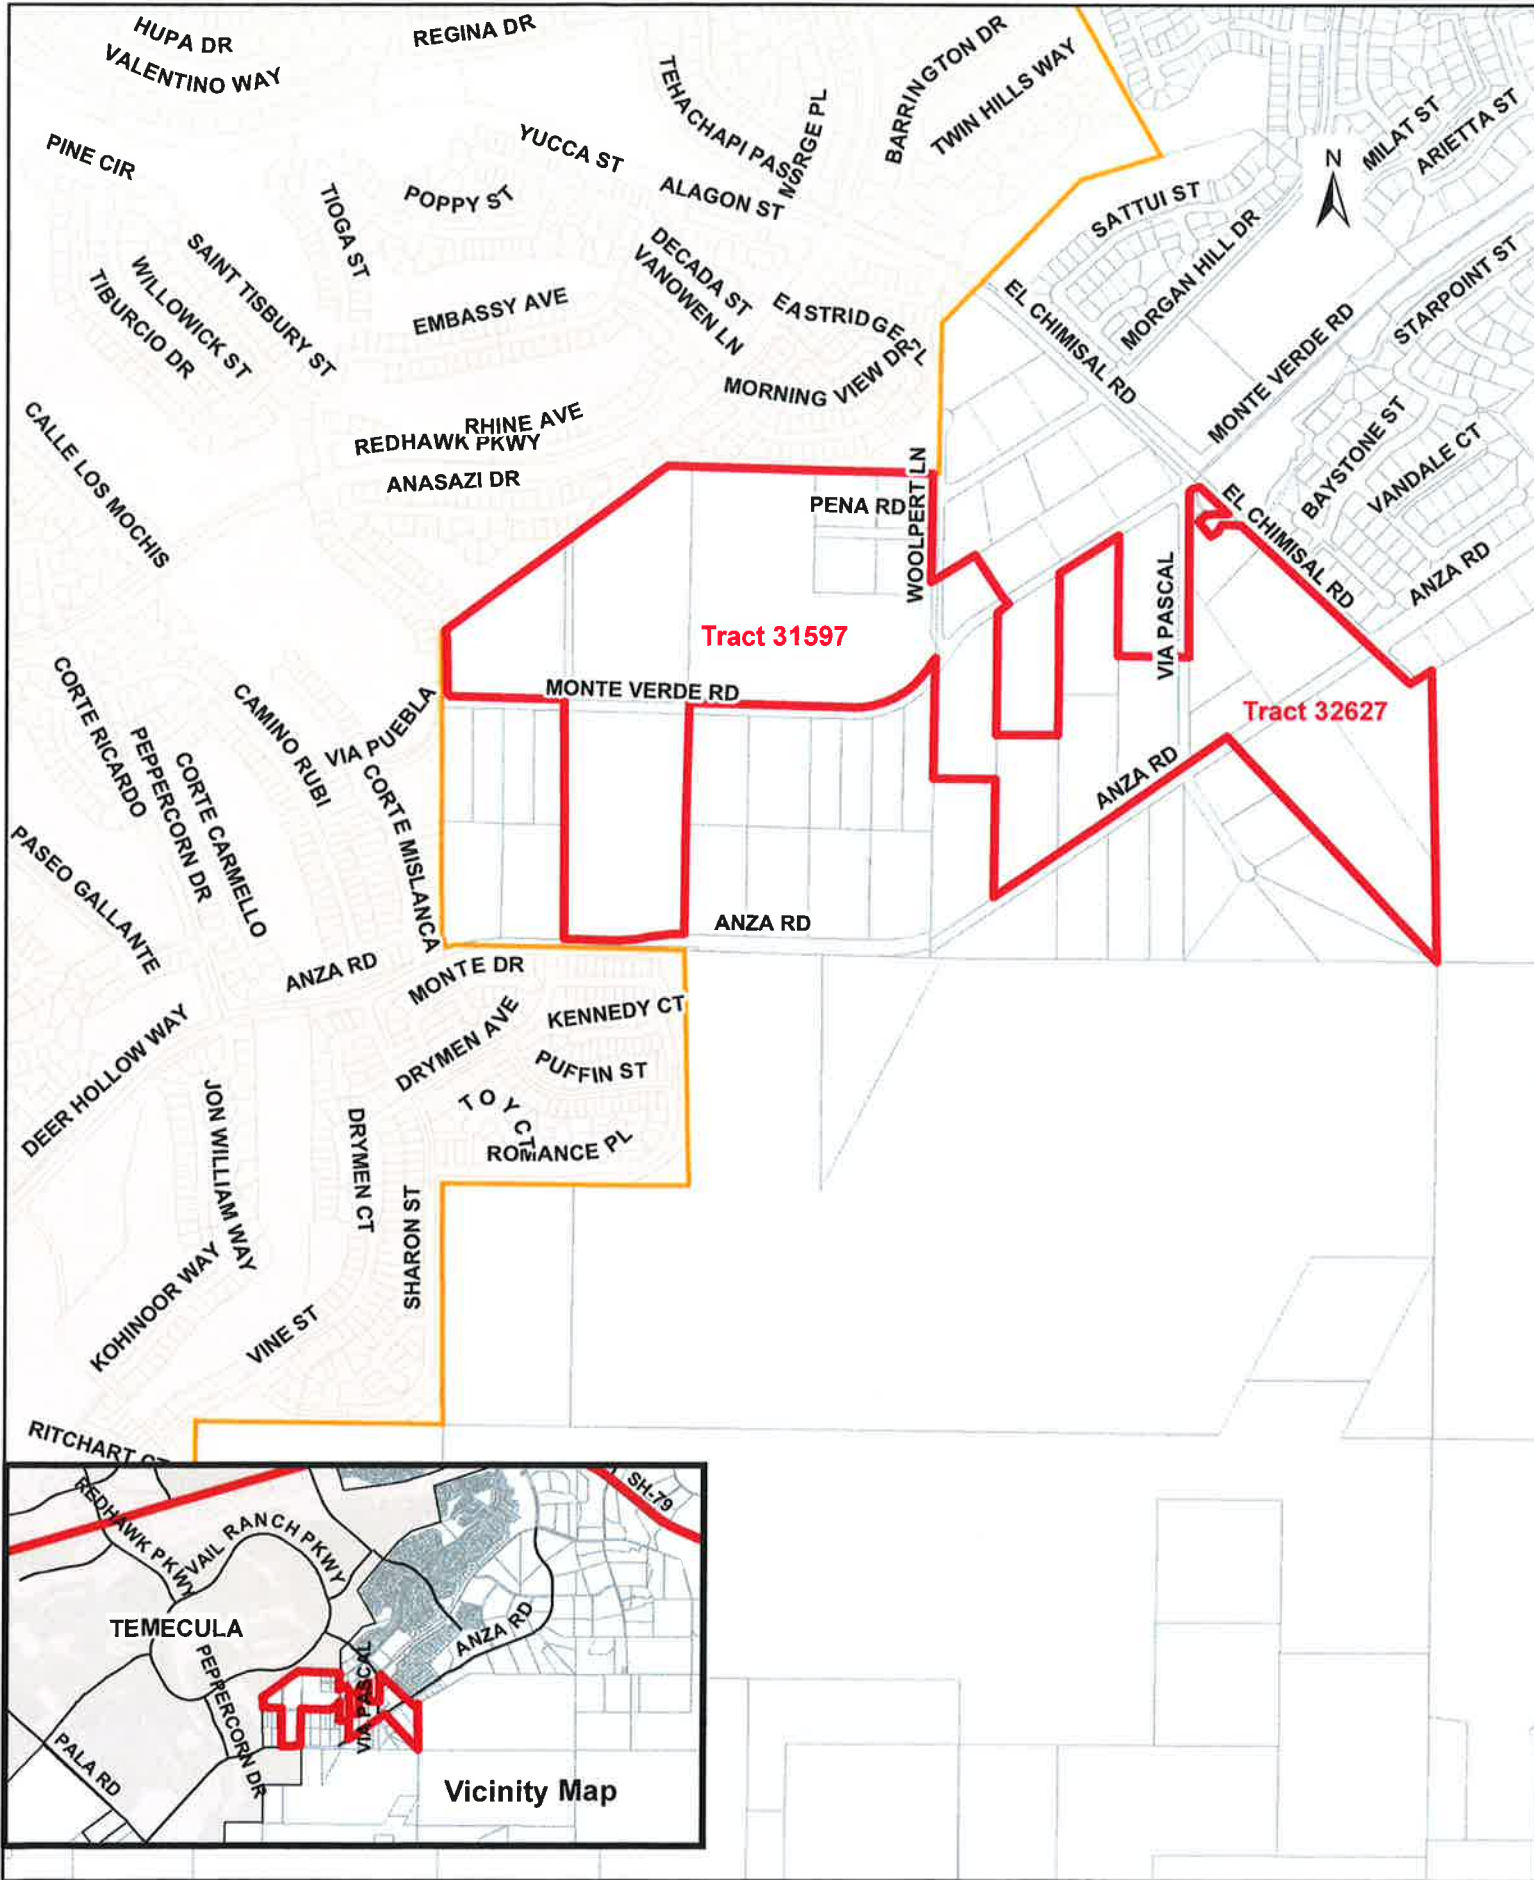 HUPA DR
REGINA DR
VALENTINO WAY
TEHACHAPI PASS
NSRGE PL
BARRINGTON DR
TWIN HILLS WAY
MILAT ST
ARIETTA ST
PINE CIR
YUCCA ST
N
POPPY ST
ALAGON ST
SATTUI ST
TIOGA ST
MORGAN HILL DR
SAINT TISBURY ST
WILLOWICK ST
TIBURCIO DR
DECADA ST
VANOWEN LN
EMBASSY AVE
EASTRIDGE PL
EL CHIMISAL RD
STARPOINT ST
MONTE VERDE RD
MORNING VIEW DR
CALLE LOS MOCHIS
RHINE AVE
REDHAWK PKWY
ANASAZI DR
BAYSTONE ST
VANDALE CT
PENA RD
WOOLPERT LN
EL CHIMISAL RD
ANZA RD
VIA PASCAL
Tract 31597
CORTE RICARDO
CAMINO RUBI
VIA PUEBLA
MONTE VERDE RD
Tract 32627
PEPPERCORN DR
CORTE CARMELLO
CORTE MISLANCA
ANZA RD
PASEO GALLANTE
ANZA RD
ANZA RD
MONTE DR
KENNEDY CT
DEER HOLLOW WAY
DRYMEN AVE
PUFFIN ST
JON WILLIAM WAY
TOY CT
DRYMEN CT
ROMANCE PL
SHARON ST
KOHINOOR WAY
VINE ST
RITCHART CT
SH-79
REDHAWK PKWY
VAIL RANCH PKWY
TEMECULA
ANZA RD
PEPPERCORN DR
VIA PASCAL
PALA RD
Vicinity Map